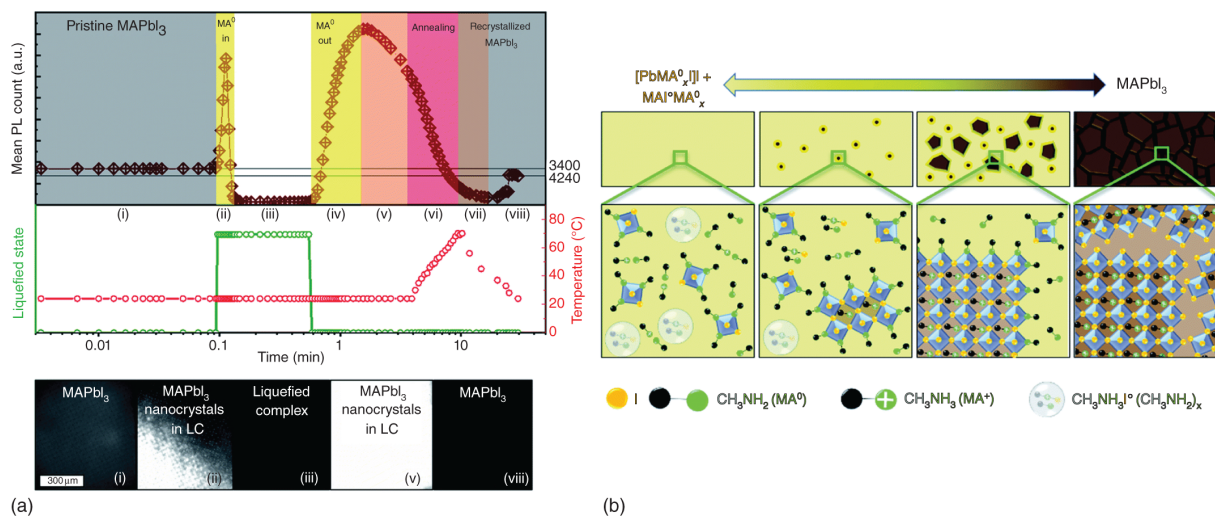 Pristine MAPbI₃
MA⁰
in
MA⁰
out
Annealing
Recrystallized
MAPbI₃
Mean PL count (a.u.)
3400
4240
(i)
(ii)
(iii)
(iv)
(v)
(vi)
(vii)
(viii)
Liquefied state
80
60
40
20
0
Temperature (°C)
0.01
0.1
1
10
Time (min)
MAPbI₃
(i)
300 μm
MAPbI₃
nanocrystals
in LC
(ii)
Liquefied
complex
(iii)
MAPbI₃
nanocrystals
in LC
(v)
MAPbI₃
(viii)
(a)
[PbMA⁰ₓI]I +
MAI°MA⁰ₓ
MAPbI₃
I
CH₃NH₂ (MA⁰)
CH₃NH₃ (MA⁺)
CH₃NH₃I° (CH₃NH₂)ₓ
(b)